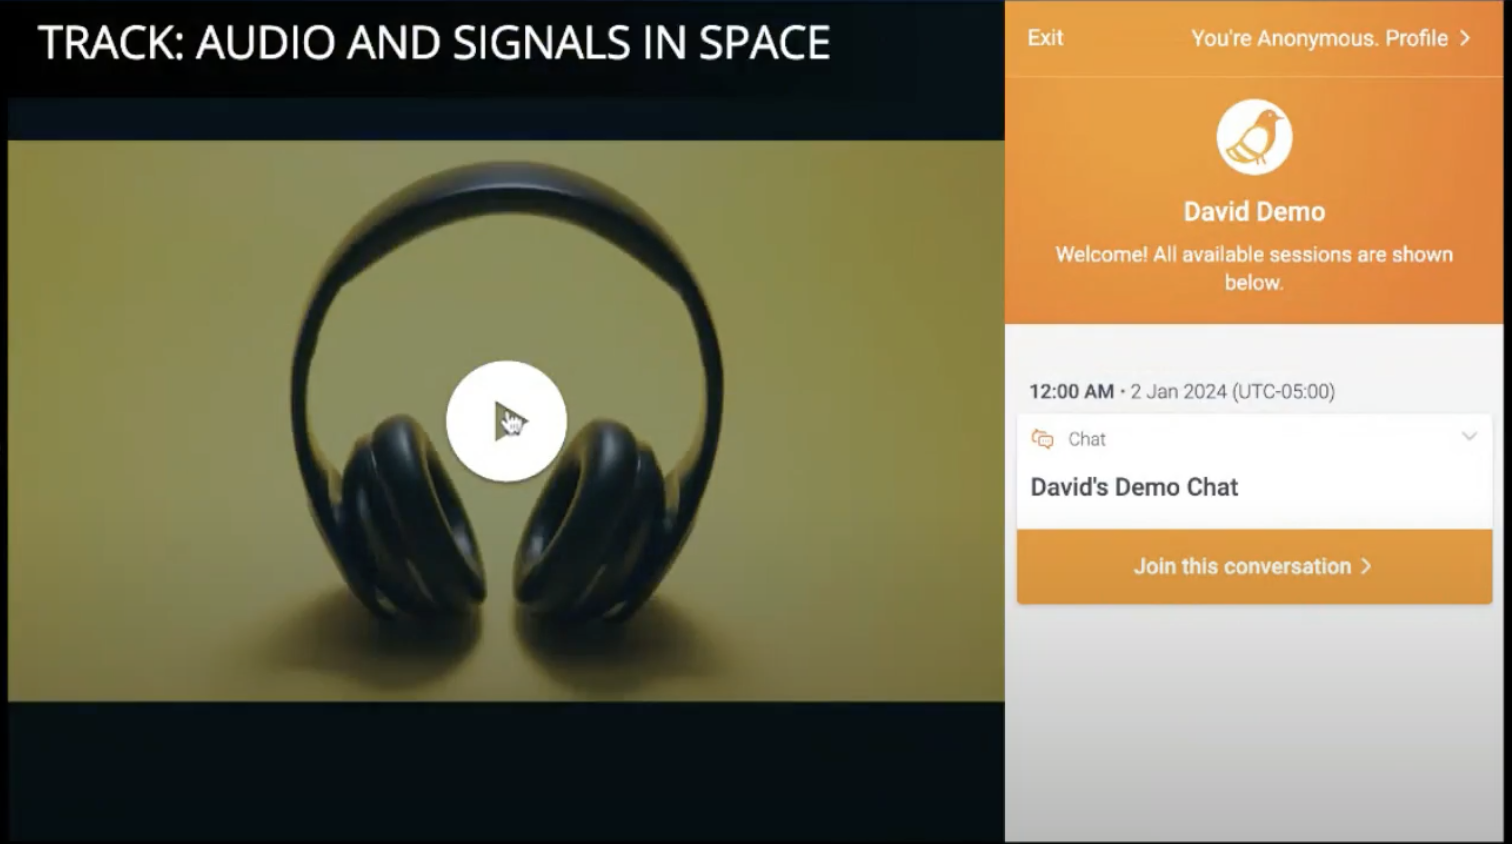 TRACK: AUDIO AND SIGNALS IN SPACE
Exit
You're Anonymous. Profile >
David Demo
Welcome! All available sessions are shown
below.
12:00 AM · 2 Jan 2024 (UTC-05:00)
Chat
David's Demo Chat
Join this conversation >